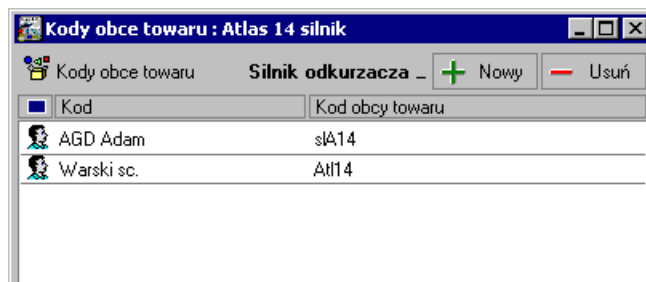 Kody obce towaru : Atlas 14 silnik
Kody obce towaru Silnik odkurzacza _ Nowy Usuń
Kod Kod obcy towaru
AGD Adam slA14
Warski sc. Atl14